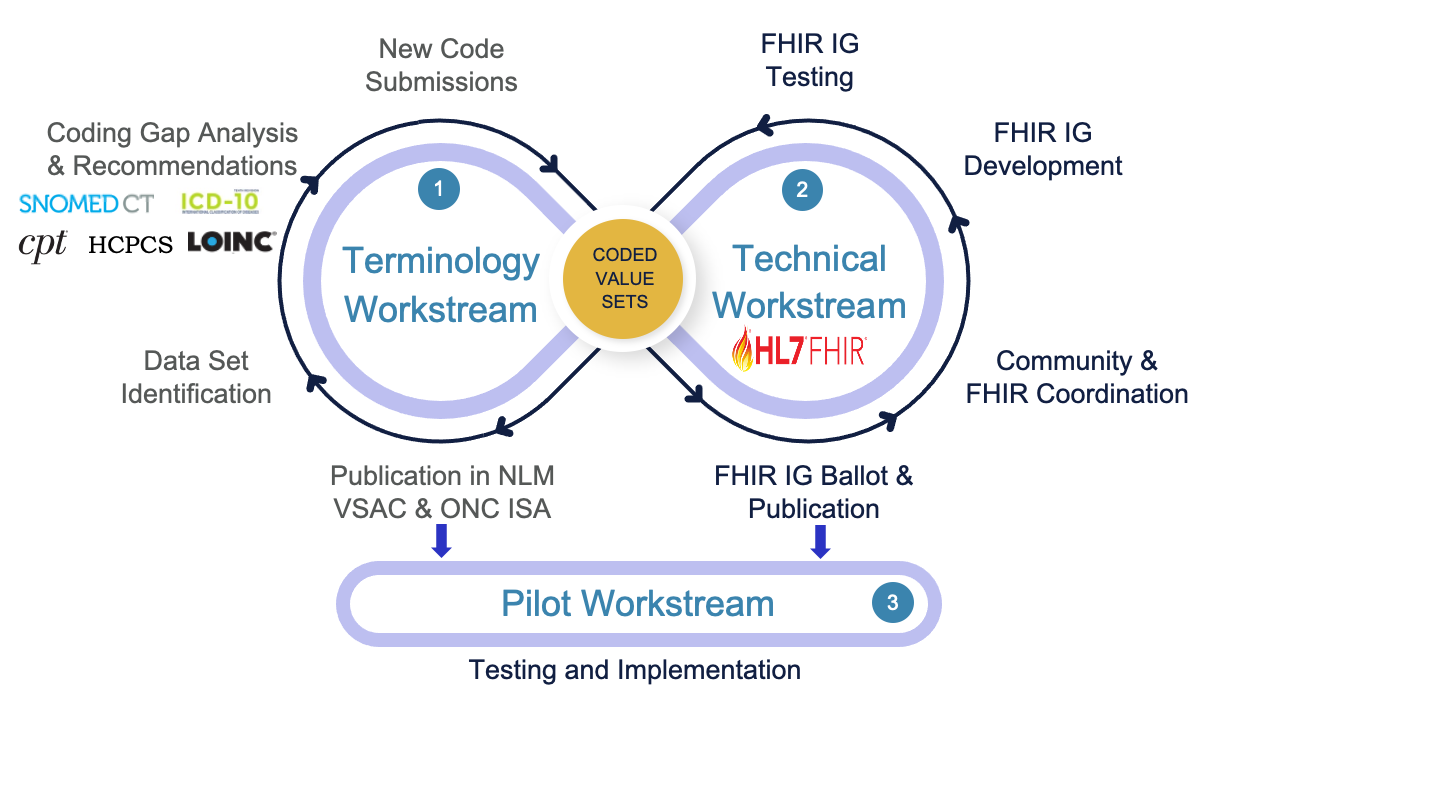 New Code
Submissions
FHIR IG
Testing
Coding Gap Analysis
& Recommendations
SNOMED CT
ICD-10
INTERNATIONAL CLASSIFICATION OF DISEASES
cpt
HCPCS
LOINC
FHIR IG
Development
1
Terminology
Workstream
CODED
VALUE
SETS
2
Technical
Workstream
HL7 FHIR
Data Set
Identification
Community &
FHIR Coordination
Publication in NLM
VSAC & ONC ISA
FHIR IG Ballot &
Publication
Pilot Workstream
3
Testing and Implementation